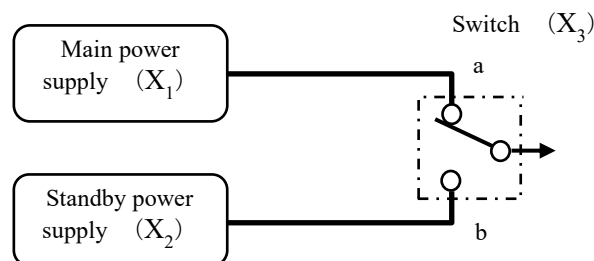 Switch （X3）
Main power
supply （X1）
a
Standby power
supply （X2）
b